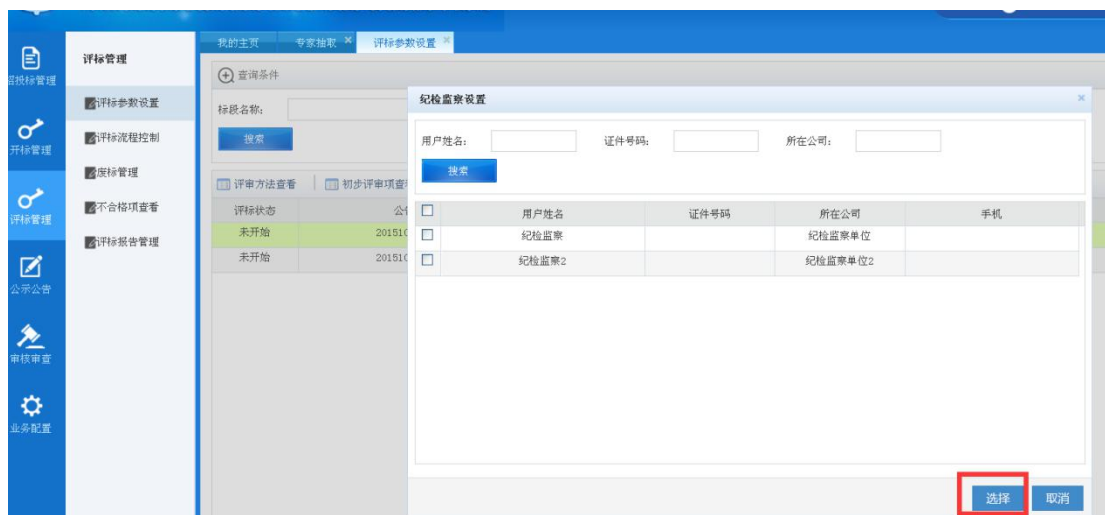 评标管理
评标参数设置
评标流程控制
废标管理
不合格项查看
评标报告管理
招投标管理
开标管理
评标管理
公示公告
审核审查
业务配置
我的主页 专家抽取 × 评标参数设置 ×
查询条件
标段名称:
搜索
评审方法查看 初步评审项查
评标状态 公
未开始 20151
未开始 20151
纪检监察设置 ×
用户姓名: 证件号码: 所在公司:
搜索
用户姓名 证件号码 所在公司 手机
纪检监察 纪检监察单位
纪检监察2 纪检监察单位2
选择 取消